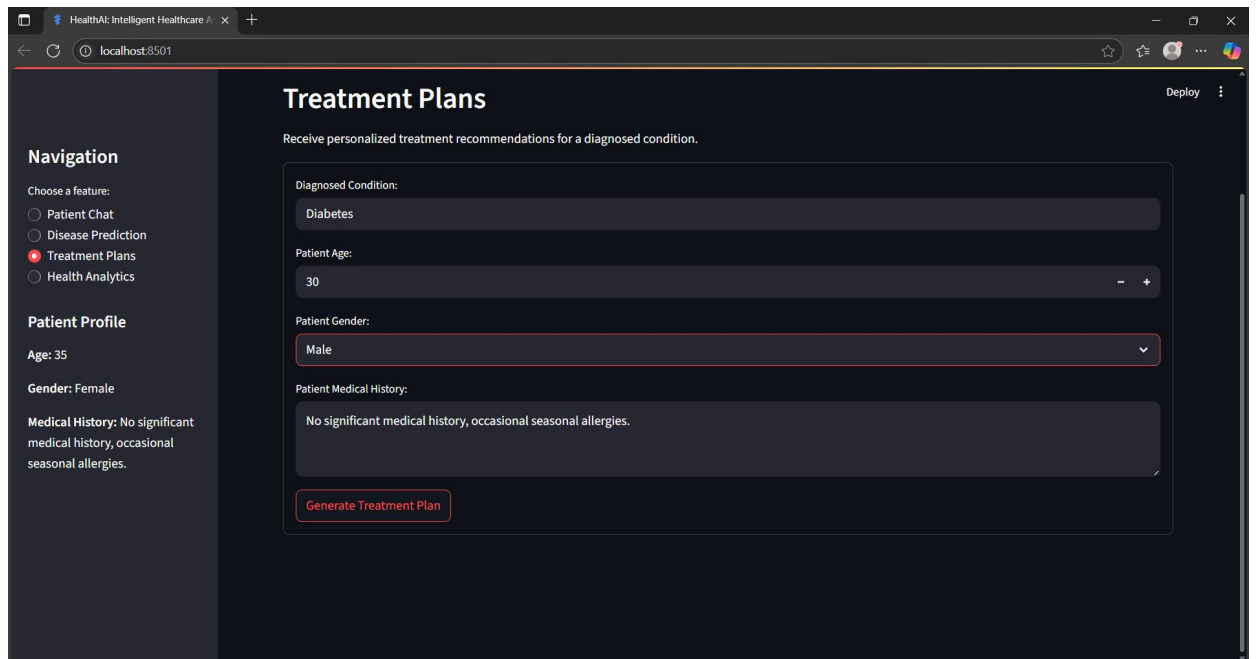 HealthAI: Intelligent Healthcare A
localhost:8501
Deploy
Navigation
Choose a feature:
Patient Chat
Disease Prediction
Treatment Plans
Health Analytics
Patient Profile
Age: 35
Gender: Female
Medical History: No significant
medical history, occasional
seasonal allergies.
Treatment Plans
Receive personalized treatment recommendations for a diagnosed condition.
Diagnosed Condition:
Diabetes
Patient Age:
30
Patient Gender:
Male
Patient Medical History:
No significant medical history, occasional seasonal allergies.
Generate Treatment Plan